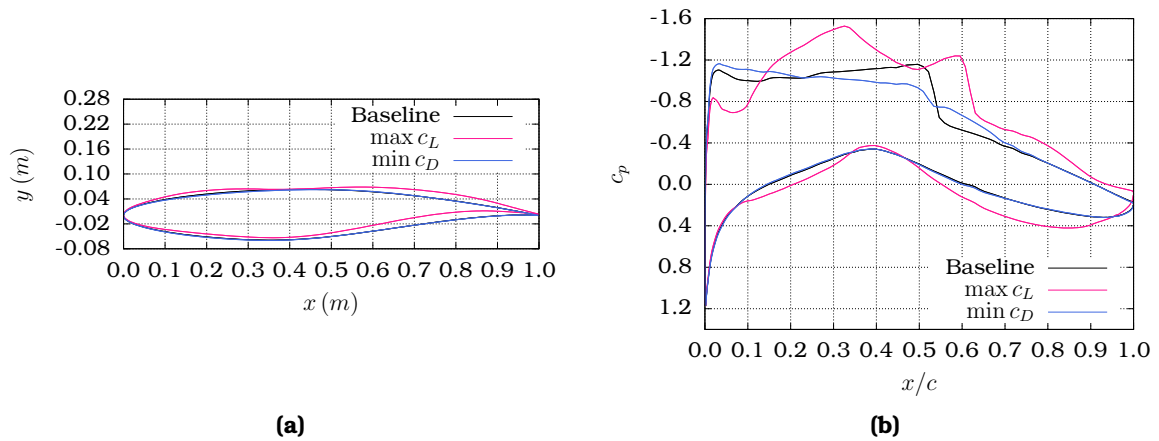 0.28
0.22
0.16
0.10
0.04
-0.02
-0.08
y (m)
Baseline
max c_L
min c_D
0.0 0.1 0.2 0.3 0.4 0.5 0.6 0.7 0.8 0.9 1.0
x (m)
(a)
-1.6
-1.2
-0.8
-0.4
0.0
0.4
0.8
1.2
c_p
Baseline
max c_L
min c_D
0.0 0.1 0.2 0.3 0.4 0.5 0.6 0.7 0.8 0.9 1.0
x/c
(b)